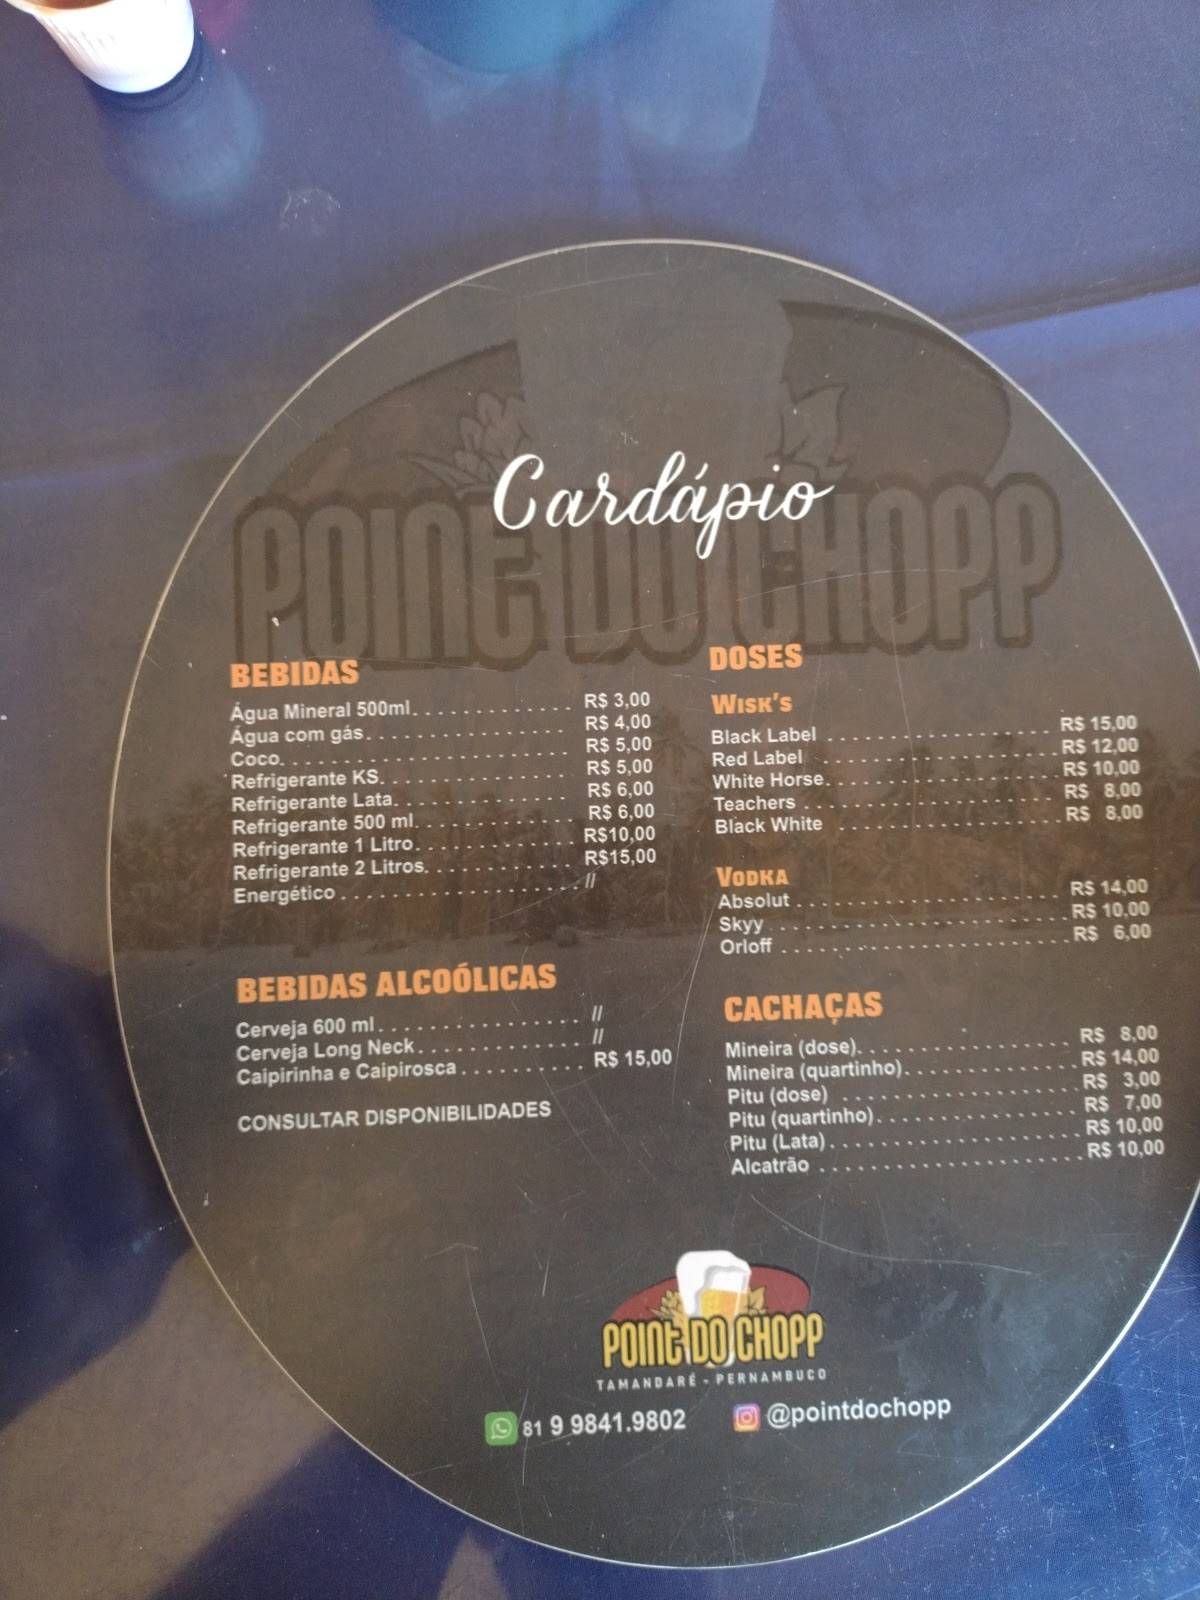 POINT DO CHOPP
Cardápio
BEBIDAS
Água Mineral 500ml. . . . . . . . . . . . . . R$ 3,00
Água com gás. . . . . . . . . . . . . . . . . . R$ 4,00
Coco. . . . . . . . . . . . . . . . . . . . . . . . . R$ 5,00
Refrigerante KS. . . . . . . . . . . . . . . . . R$ 5,00
Refrigerante Lata. . . . . . . . . . . . . . . . R$ 6,00
Refrigerante 500 ml. . . . . . . . . . . . . . R$ 6,00
Refrigerante 1 Litro. . . . . . . . . . . . . . R$10,00
Refrigerante 2 Litros. . . . . . . . . . . . . R$15,00
Energético . . . . . . . . . . . . . . . . . . . . //
BEBIDAS ALCOÓLICAS
Cerveja 600 ml. . . . . . . . . . . . . . . . . //
Cerveja Long Neck. . . . . . . . . . . . . . //
Caipirinha e Caipirosca . . . . . . . . . . R$ 15,00
CONSULTAR DISPONIBILIDADES
DOSES
WISK'S
Black Label . . . . . . . . . . . . . . . . . . . R$ 15,00
Red Label . . . . . . . . . . . . . . . . . . . . R$ 12,00
White Horse. . . . . . . . . . . . . . . . . . . R$ 10,00
Teachers . . . . . . . . . . . . . . . . . . . . . R$ 8,00
Black White . . . . . . . . . . . . . . . . . . . R$ 8,00
VODKA
Absolut . . . . . . . . . . . . . . . . . . . . . . R$ 14,00
Skyy . . . . . . . . . . . . . . . . . . . . . . . . R$ 10,00
Orloff . . . . . . . . . . . . . . . . . . . . . . . R$ 6,00
CACHAÇAS
Mineira (dose). . . . . . . . . . . . . . . . . R$ 8,00
Mineira (quartinho). . . . . . . . . . . . . . R$ 14,00
Pitu (dose) . . . . . . . . . . . . . . . . . . . R$ 3,00
Pitu (quartinho). . . . . . . . . . . . . . . . R$ 7,00
Pitu (Lata) . . . . . . . . . . . . . . . . . . . R$ 10,00
Alcatrão . . . . . . . . . . . . . . . . . . . . . R$ 10,00
POINT DO CHOPP
TAMANDARÉ - PERNAMBUCO
81 9 9841.9802 @pointdochopp